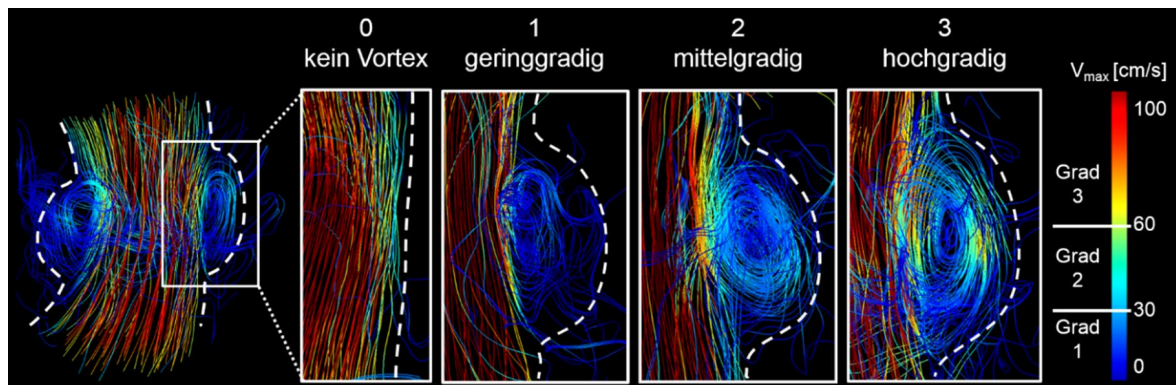 0
kein Vortex
1
geringgradig
2
mittelgradig
3
hochgradig
Vmax [cm/s]
100
Grad
3
60
Grad
2
30
Grad
1
0